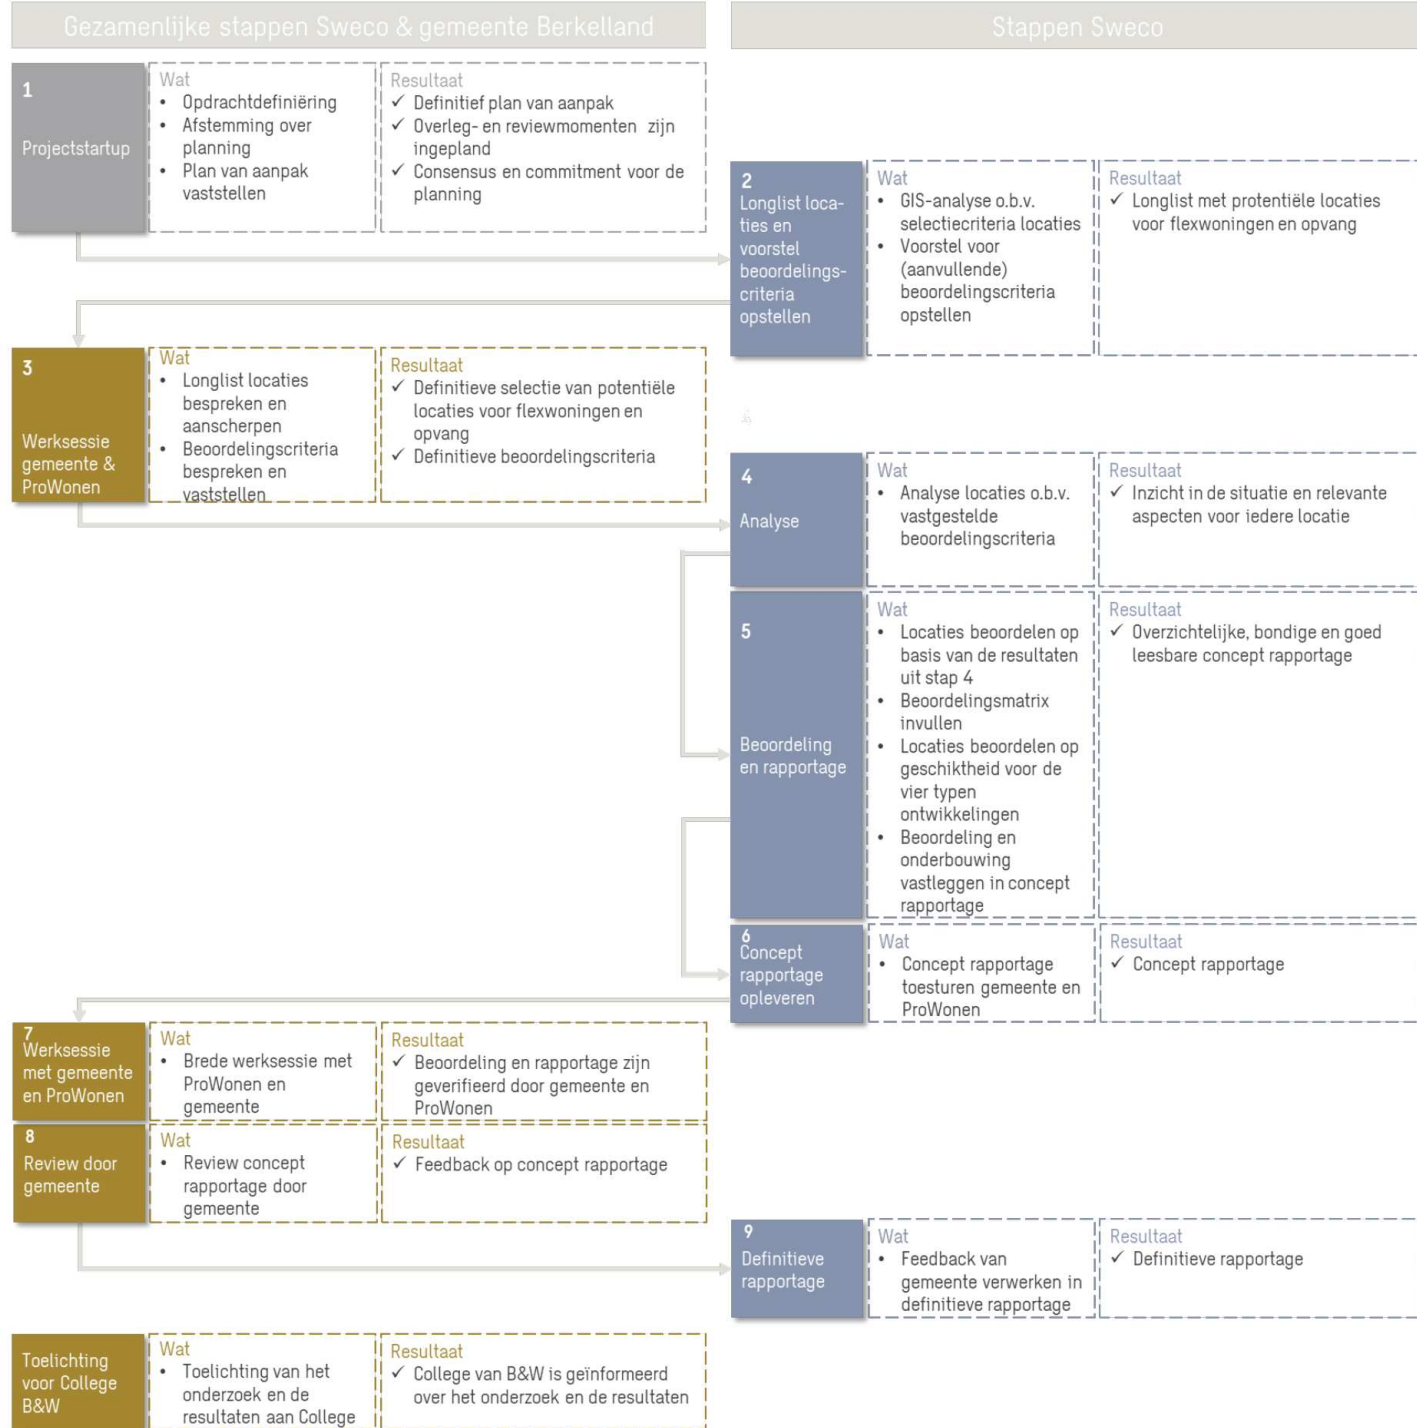 Gezamenlijke stappen Sweco & gemeente Berkelland
Stappen Sweco
1
Projectstartup
Wat
• Opdrachtdefiniëring
• Afstemming over
planning
• Plan van aanpak
vaststellen
Resultaat
✓ Definitief plan van aanpak
✓ Overleg- en reviewmomenten zijn
ingepland
✓ Consensus en commitment voor de
planning
2
Longlist loca-
ties en
voorstel
beoordelings-
criteria
opstellen
Wat
• GIS-analyse o.b.v.
selectiecriteria locaties
• Voorstel voor
(aanvullende)
beoordelingscriteria
opstellen
Resultaat
✓ Longlist met protentiële locaties
voor flexwoningen en opvang
3
Werksessie
gemeente &
ProWonen
Wat
• Longlist locaties
bespreken en
aanscherpen
• Beoordelingscriteria
bespreken en
vaststellen
Resultaat
✓ Definitieve selectie van potentiële
locaties voor flexwoningen en
opvang
✓ Definitieve beoordelingscriteria
4
Analyse
Wat
• Analyse locaties o.b.v.
vastgestelde
beoordelingscriteria
Resultaat
✓ Inzicht in de situatie en relevante
aspecten voor iedere locatie
5
Beoordeling
en rapportage
Wat
• Locaties beoordelen op
basis van de resultaten
uit stap 4
• Beoordelingsmatrix
invullen
• Locaties beoordelen op
geschiktheid voor de
vier typen
ontwikkelingen
• Beoordeling en
onderbouwing
vastleggen in concept
rapportage
Resultaat
✓ Overzichtelijke, bondige en goed
leesbare concept rapportage
6
Concept
rapportage
opleveren
Wat
• Concept rapportage
toesturen gemeente en
ProWonen
Resultaat
✓ Concept rapportage
7
Werksessie
met gemeente
en ProWonen
Wat
• Brede werksessie met
ProWonen en
gemeente
Resultaat
✓ Beoordeling en rapportage zijn
geverifieerd door gemeente en
ProWonen
8
Review door
gemeente
Wat
• Review concept
rapportage door
gemeente
Resultaat
✓ Feedback op concept rapportage
9
Definitieve
rapportage
Wat
• Feedback van
gemeente verwerken in
definitieve rapportage
Resultaat
✓ Definitieve rapportage
Toelichting
voor College
B&W
Wat
• Toelichting van het
onderzoek en de
resultaten aan College
Resultaat
✓ College van B&W is geïnformeerd
over het onderzoek en de resultaten